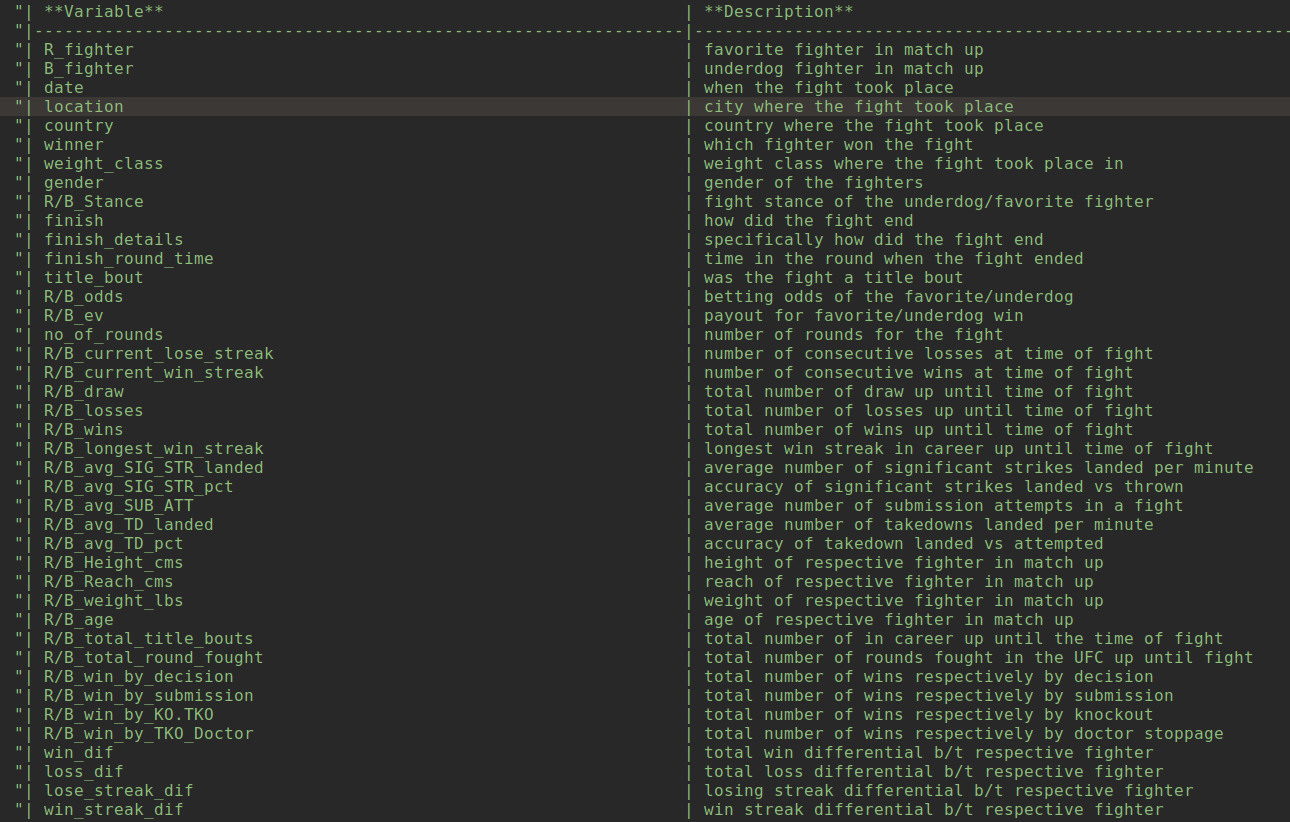 "| **Variable** | **Description**
"|-----------------------------------------------------------------|------------------------------------------------------------
"| R_fighter | favorite fighter in match up
"| B_fighter | underdog fighter in match up
"| date | when the fight took place
"| location | city where the fight took place
"| country | country where the fight took place
"| winner | which fighter won the fight
"| weight_class | weight class where the fight took place in
"| gender | gender of the fighters
"| R/B_Stance | fight stance of the underdog/favorite fighter
"| finish | how did the fight end
"| finish_details | specifically how did the fight end
"| finish_round_time | time in the round when the fight ended
"| title_bout | was the fight a title bout
"| R/B_odds | betting odds of the favorite/underdog
"| R/B_ev | payout for favorite/underdog win
"| no_of_rounds | number of rounds for the fight
"| R/B_current_lose_streak | number of consecutive losses at time of fight
"| R/B_current_win_streak | number of consecutive wins at time of fight
"| R/B_draw | total number of draw up until time of fight
"| R/B_losses | total number of losses up until time of fight
"| R/B_wins | total number of wins up until time of fight
"| R/B_longest_win_streak | longest win streak in career up until time of fight
"| R/B_avg_SIG_STR_landed | average number of significant strikes landed per minute
"| R/B_avg_SIG_STR_pct | accuracy of significant strikes landed vs thrown
"| R/B_avg_SUB_ATT | average number of submission attempts in a fight
"| R/B_avg_TD_landed | average number of takedowns landed per minute
"| R/B_avg_TD_pct | accuracy of takedown landed vs attempted
"| R/B_Height_cms | height of respective fighter in match up
"| R/B_Reach_cms | reach of respective fighter in match up
"| R/B_weight_lbs | weight of respective fighter in match up
"| R/B_age | age of respective fighter in match up
"| R/B_total_title_bouts | total number of in career up until the time of fight
"| R/B_total_round_fought | total number of rounds fought in the UFC up until fight
"| R/B_win_by_decision | total number of wins respectively by decision
"| R/B_win_by_submission | total number of wins respectively by submission
"| R/B_win_by_KO.TKO | total number of wins respectively by knockout
"| R/B_win_by_TKO_Doctor | total number of wins respectively by doctor stoppage
"| win_dif | total win differential b/t respective fighter
"| loss_dif | total loss differential b/t respective fighter
"| lose_streak_dif | losing streak differential b/t respective fighter
"| win_streak_dif | win streak differential b/t respective fighter